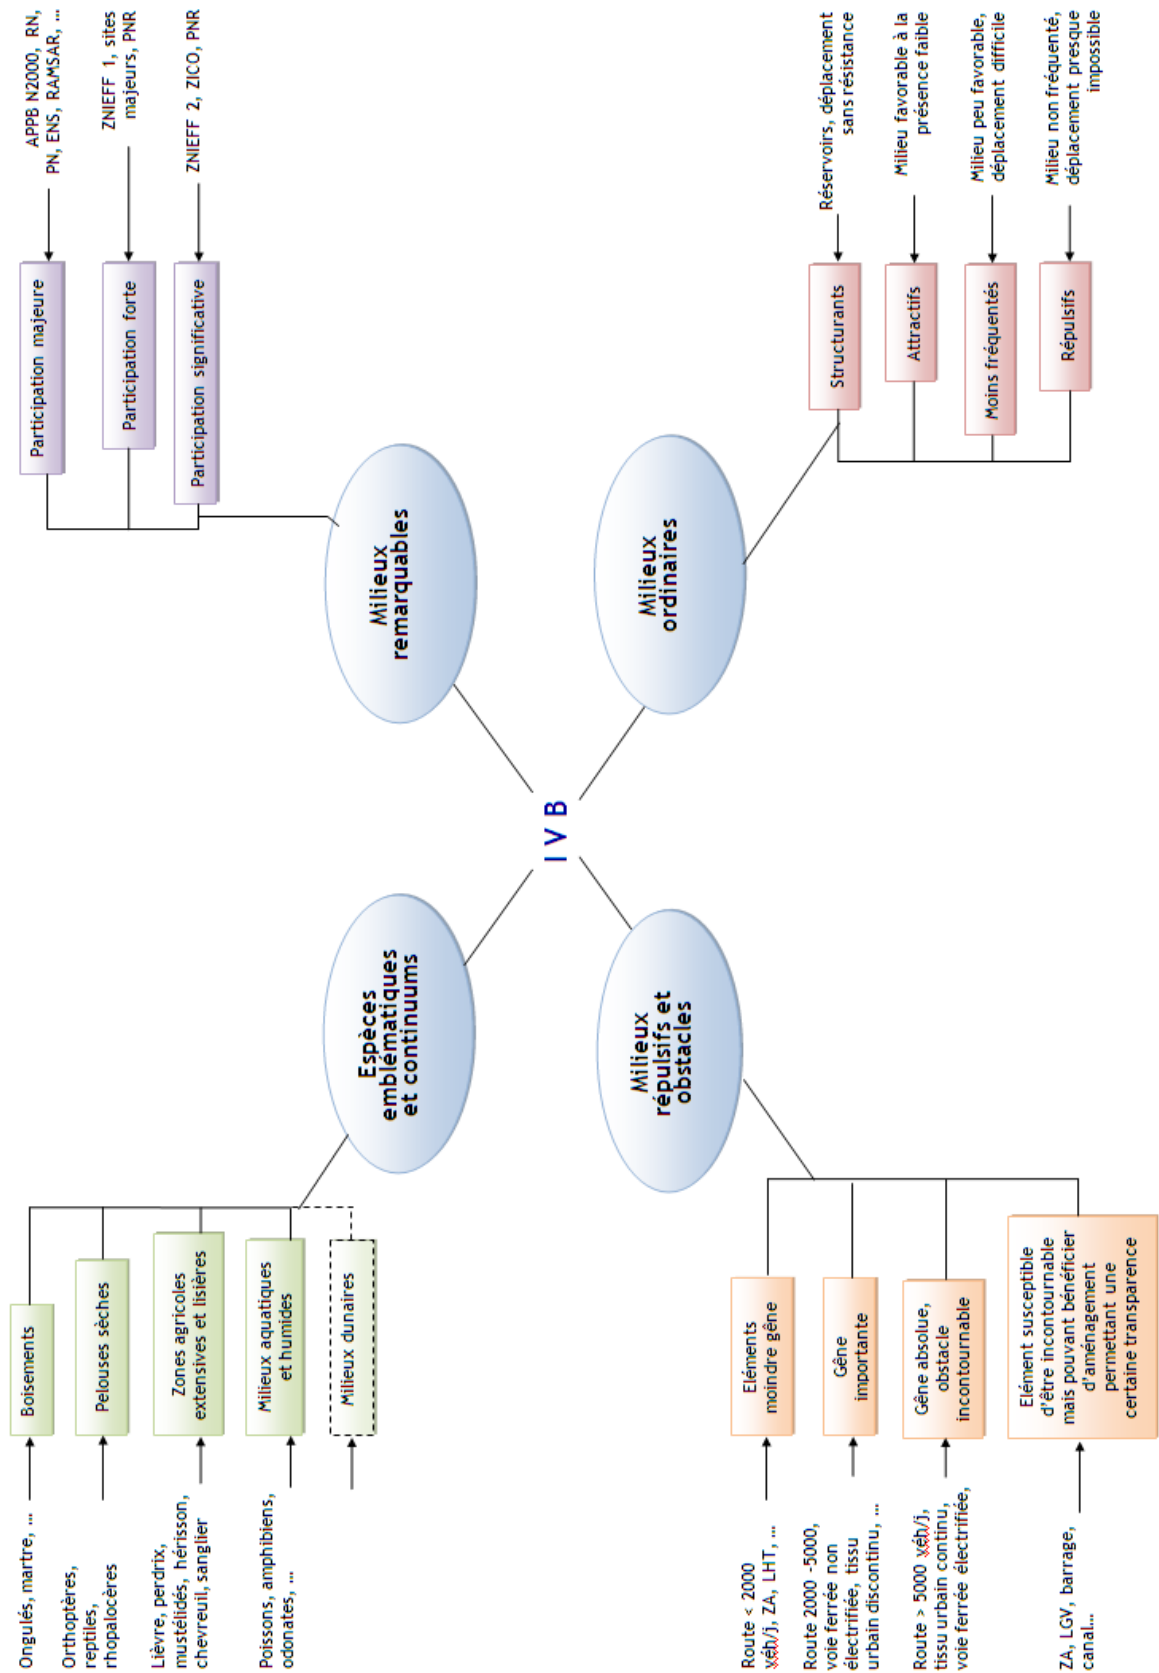 Ongulés, martre, ...
Boisements
Orthoptères,
reptiles,
rhopalocères
Pelouses sèches
Lièvre, perdrix,
mustélidés, hérisson,
chevreuil, sanglier
Zones agricoles
extensives et lisières
Poissons, amphibiens,
odonates, ...
Milieux aquatiques
et humides
Milieux dunaires
Espèces
emblématiques
et continuums
Participation majeure
APPB N2000, RN,
PN, ENS, RAMSAR, ...
Participation forte
ZNIEFF 1, sites
majeurs, PNR
Participation significative
ZNIEFF 2, ZICO, PNR
Milieux
remarquables
I V B
Milieux
répulsifs et
obstacles
Milieux
ordinaires
Route < 2000
véh/j, ZA, LHT, ...
Eléments
moindre gêne
Route 2000 -5000,
voie ferrée non
électrifiée, tissu
urbain discontinu, ...
Gêne
importante
Route > 5000 véh/j,
tissu urbain continu,
voie ferrée électrifiée,
Gêne absolue,
obstacle
incontournable
ZA, LGV, barrage,
canal...
Elément susceptible
d'être incontournable
mais pouvant bénéficier
d'aménagement
permettant une
certaine transparence
Structurants
Réservoirs, déplacement
sans résistance
Attractifs
Milieu favorable à la
présence faible
Moins fréquentés
Milieu peu favorable,
déplacement difficile
Répulsifs
Milieu non fréquenté,
déplacement presque
impossible